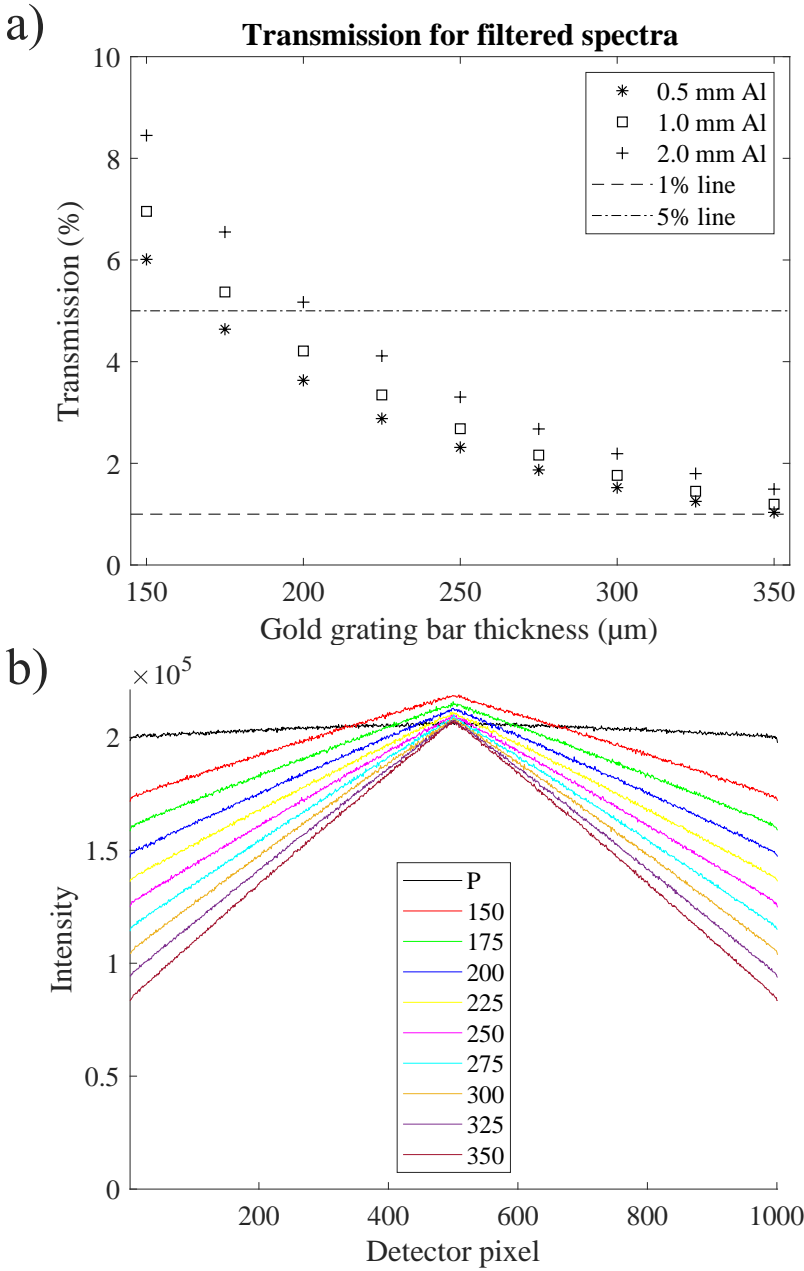 a)
Transmission for filtered spectra
10
8
6
4
2
0
Transmission (%)
0.5 mm Al
1.0 mm Al
2.0 mm Al
1% line
5% line
150 200 250 300 350
Gold grating bar thickness (µm)
b)
×10⁵
2
1.5
1
0.5
0
Intensity
P
150
175
200
225
250
275
300
325
350
200 400 600 800 1000
Detector pixel